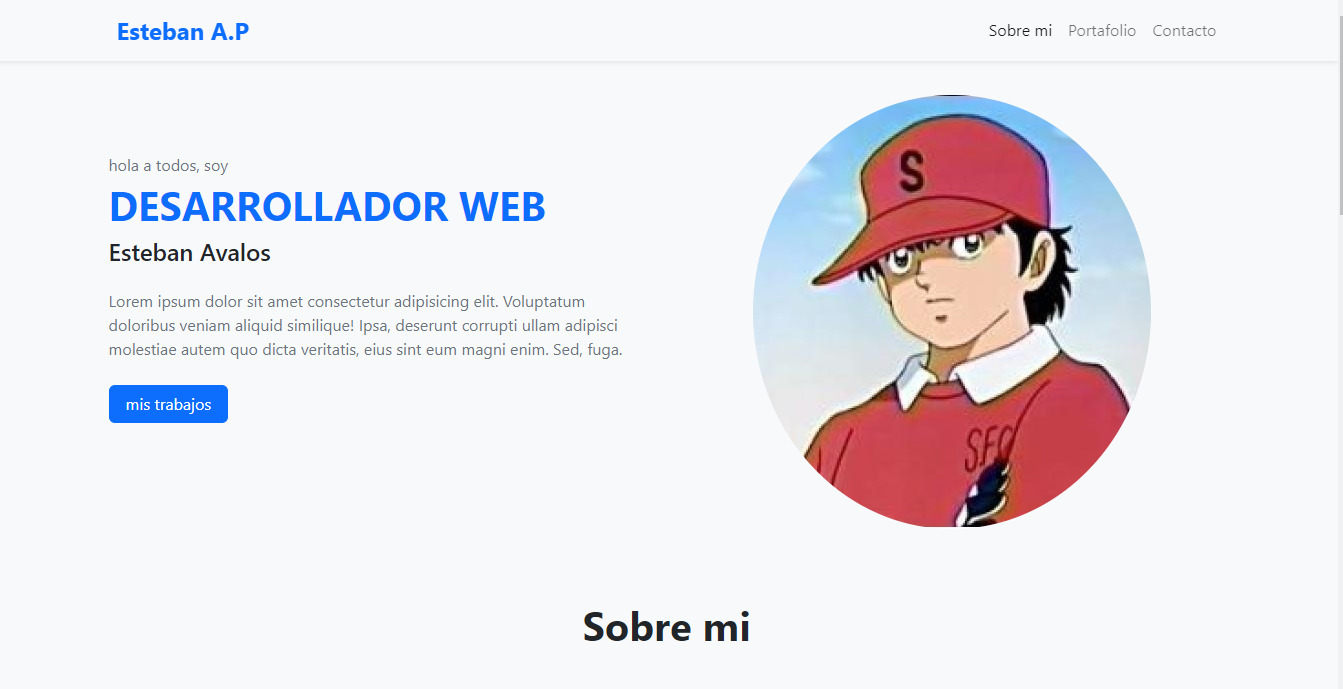 Esteban A.P
Sobre mi Portafolio Contacto
hola a todos, soy
DESARROLLADOR WEB
Esteban Avalos
Lorem ipsum dolor sit amet consectetur adipisicing elit. Voluptatum
doloribus veniam aliquid similique! Ipsa, deserunt corrupti ullam adipisci
molestiae autem quo dicta veritatis, eius sint eum magni enim. Sed, fuga.
mis trabajos
S
S.F.C
Sobre mi